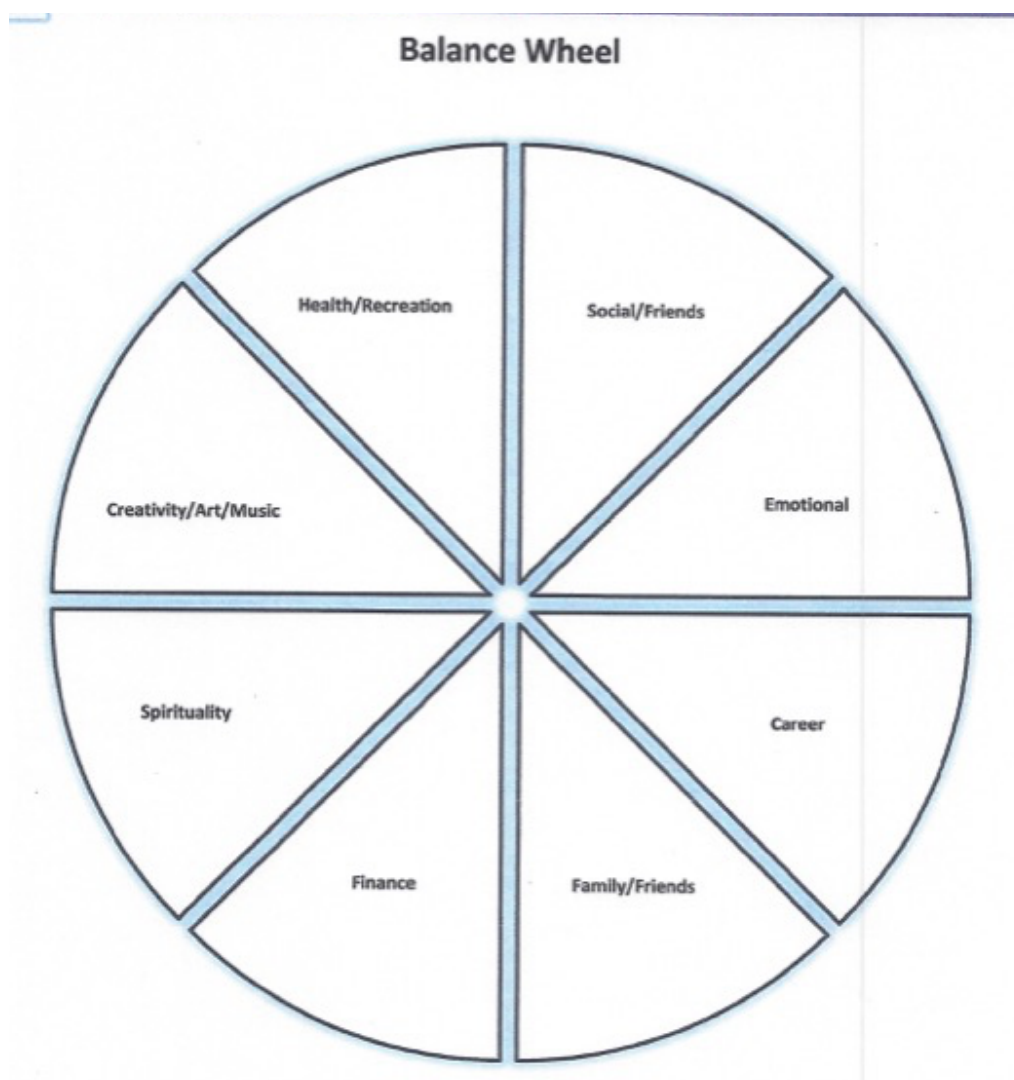 Balance Wheel
Health/Recreation
Social/Friends
Creativity/Art/Music
Emotional
Spirituality
Career
Finance
Family/Friends